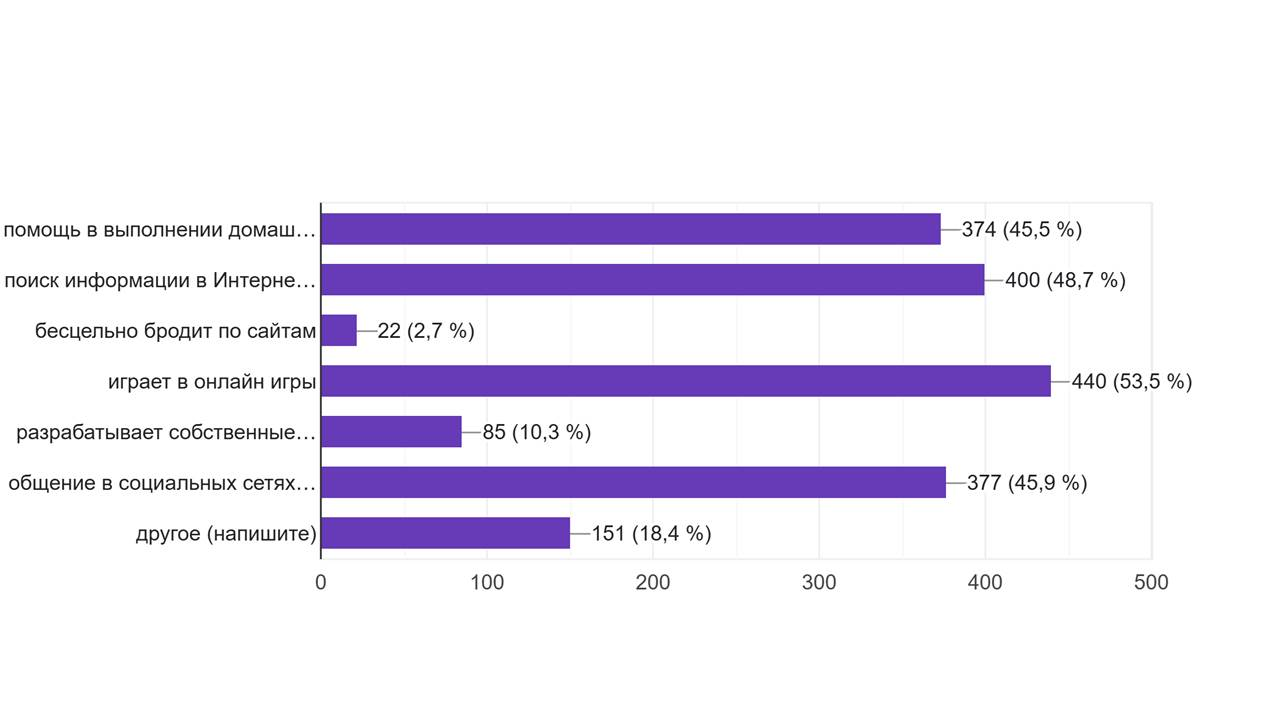 помощь в выполнении домаш… 374 (45,5 %)
поиск информации в Интерне… 400 (48,7 %)
бесцельно бродит по сайтам 22 (2,7 %)
играет в онлайн игры 440 (53,5 %)
разрабатывает собственные… 85 (10,3 %)
общение в социальных сетях… 377 (45,9 %)
другое (напишите) 151 (18,4 %)
0 100 200 300 400 500